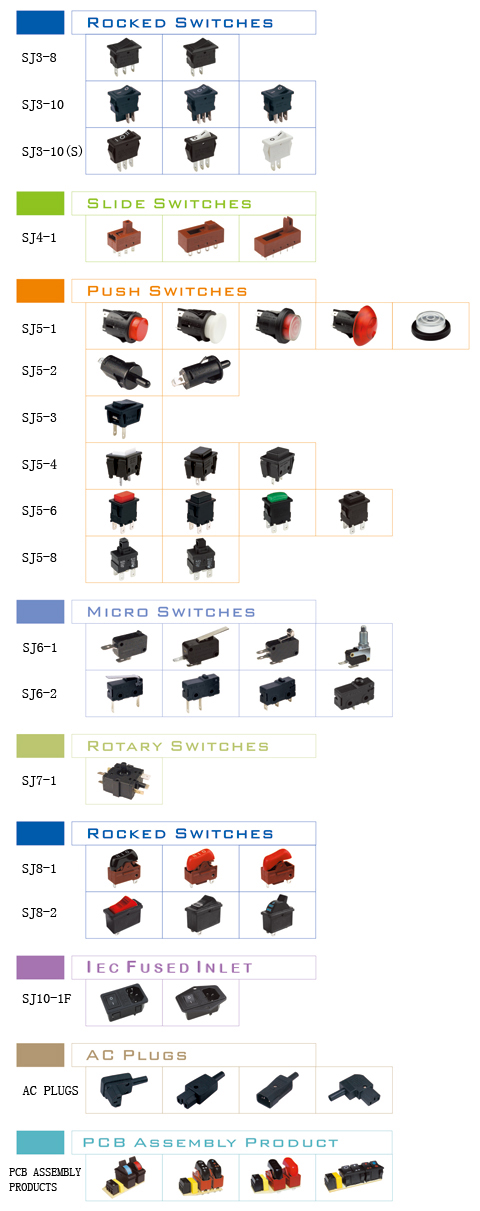 ROCKED SWITCHES
SJ3-8
SJ3-10
SJ3-10(S)
SLIDE SWITCHES
SJ4-1
PUSH SWITCHES
SJ5-1
SJ5-2
SJ5-3
SJ5-4
SJ5-6
SJ5-8
MICRO SWITCHES
SJ6-1
SJ6-2
ROTARY SWITCHES
SJ7-1
ROCKED SWITCHES
SJ8-1
SJ8-2
IEC FUSED INLET
SJ10-1F
AC PLUGS
AC PLUGS
PCB ASSEMBLY PRODUCT
PCB ASSEMBLY
PRODUCTS